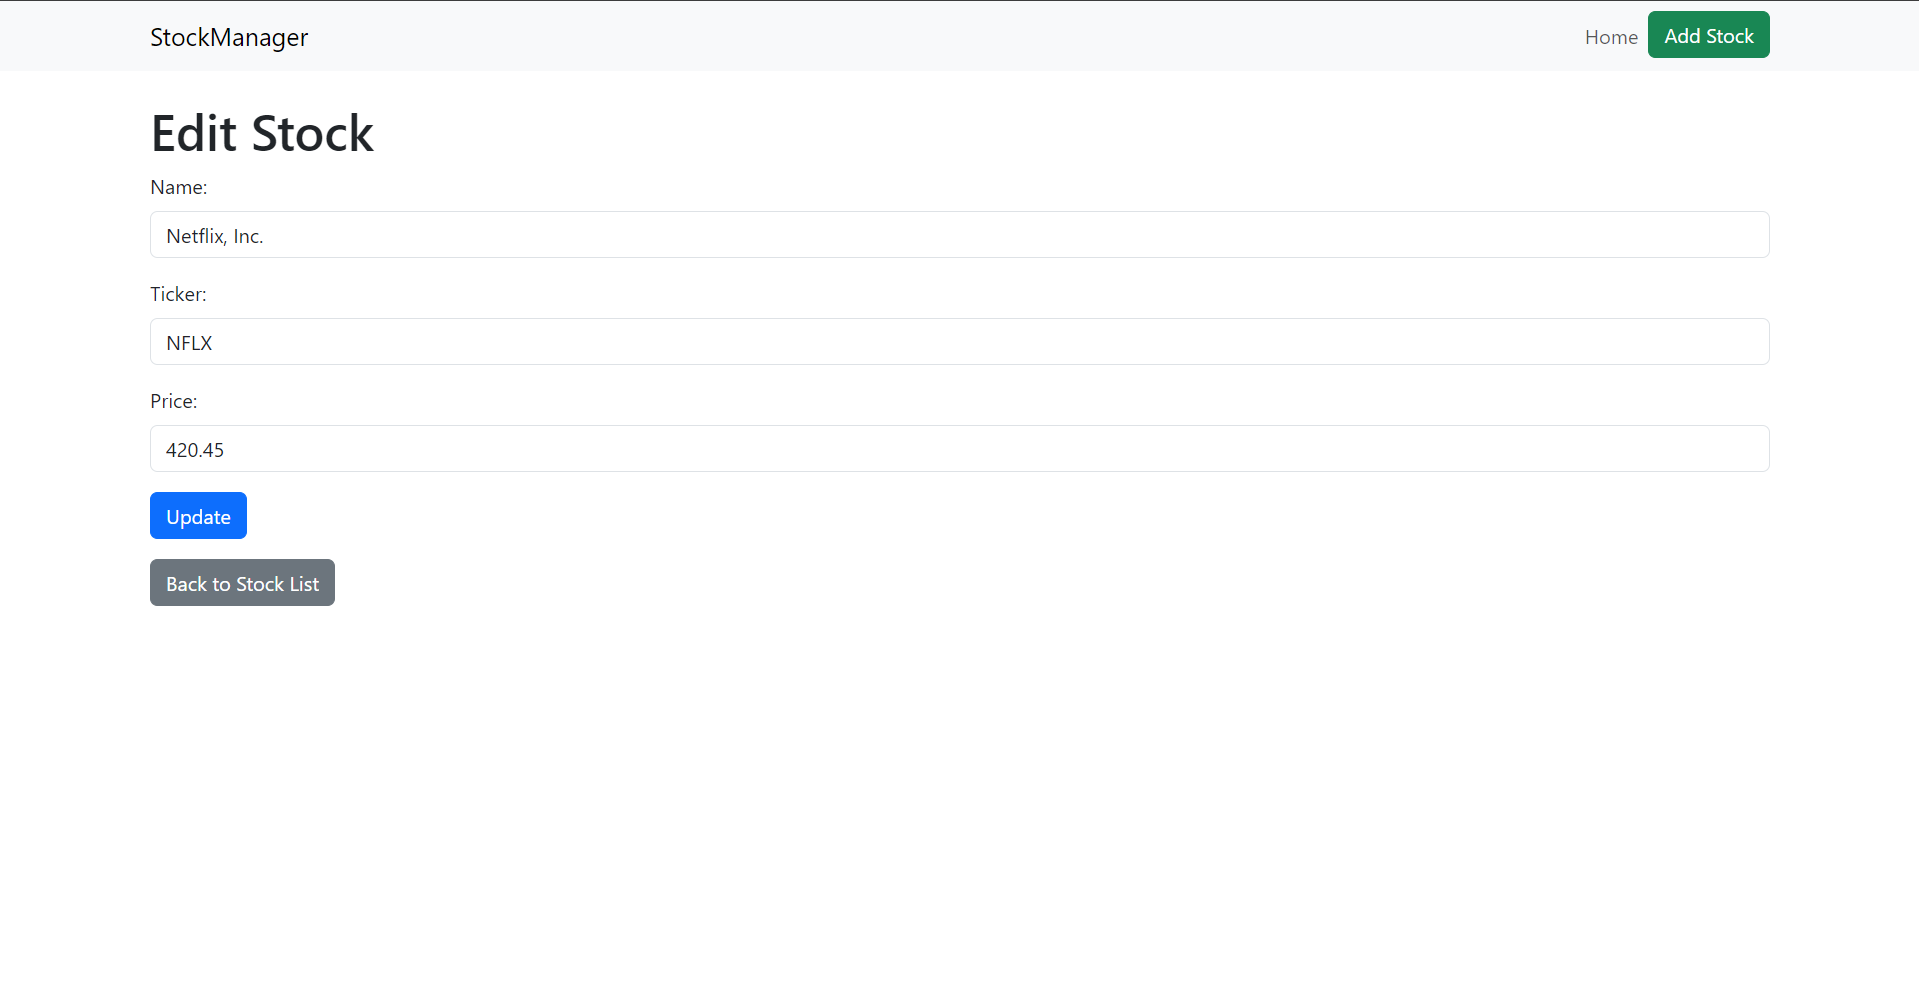 StockManager
Home
Add Stock
Edit Stock
Name:
Netflix, Inc.
Ticker:
NFLX
Price:
420.45
Update
Back to Stock List